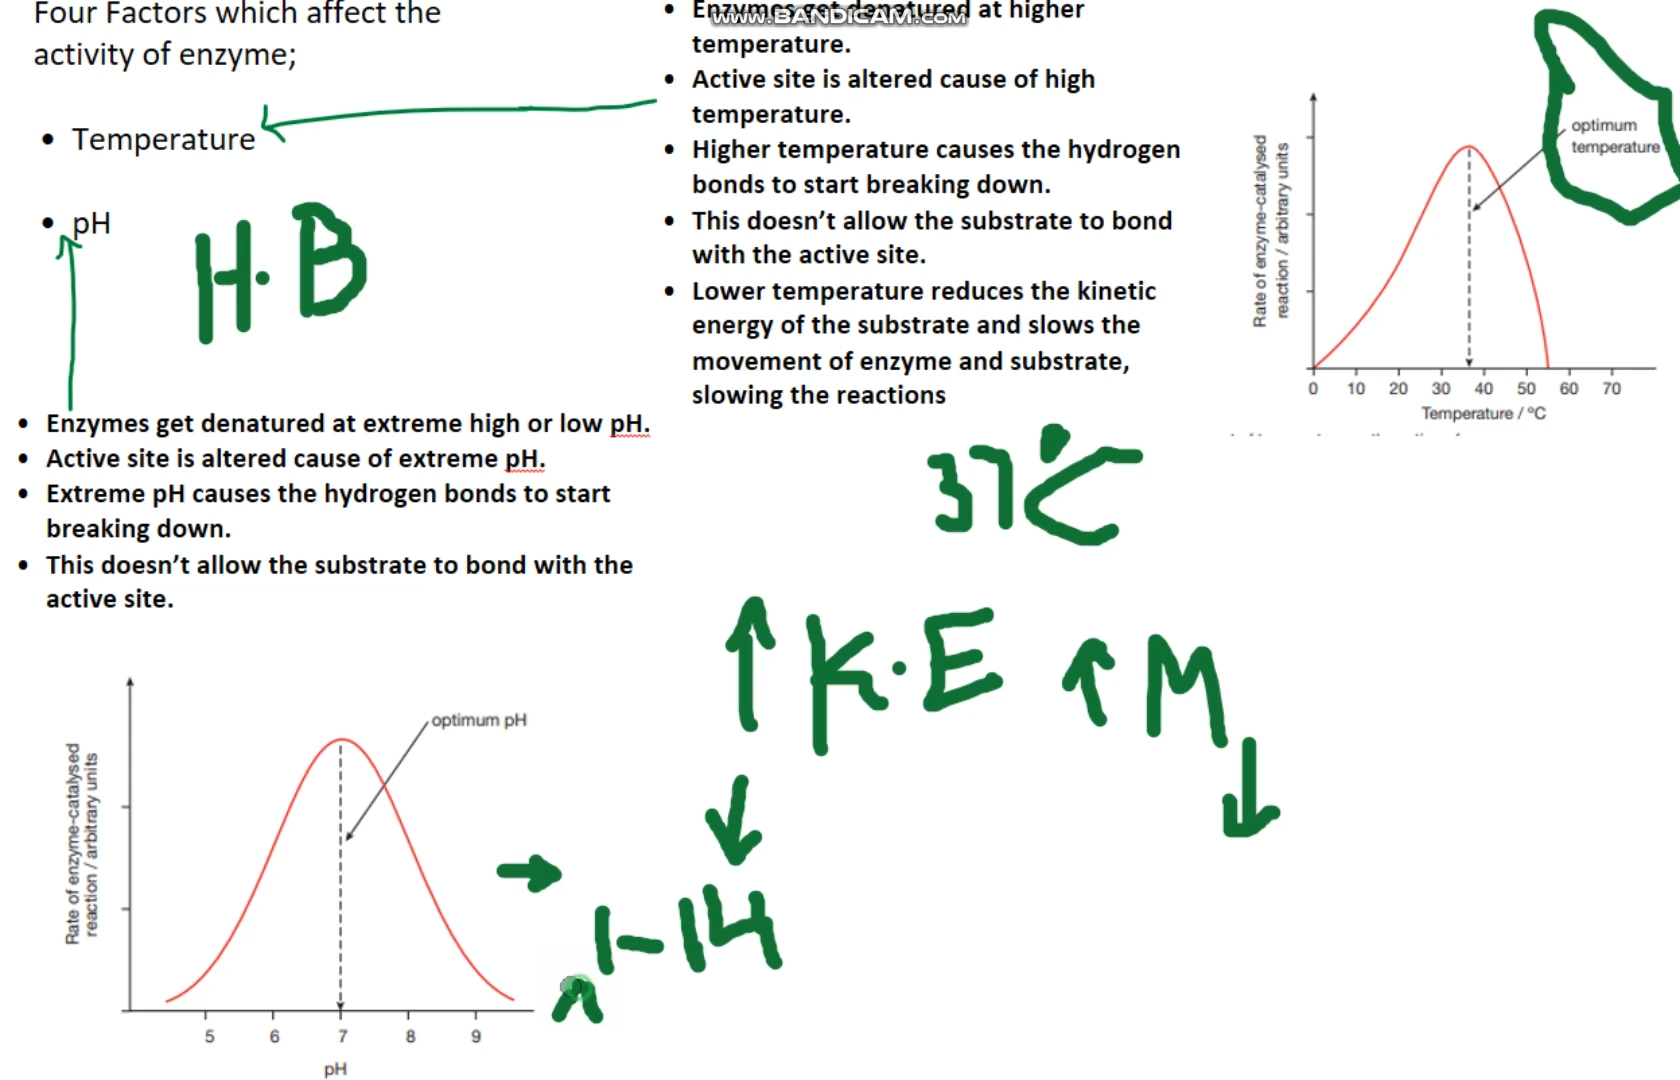 Four Factors which affect the
activity of enzyme;
• Temperature
• pH
H.B
• Enzymes get denatured at extreme high or low pH.
• Active site is altered cause of extreme pH.
• Extreme pH causes the hydrogen bonds to start
breaking down.
• This doesn't allow the substrate to bond with the
active site.
optimum pH
Rate of enzyme-catalysed
reaction / arbitrary units
5 6 7 8 9
pH
www.BANDICAM.com
• Enzymes get denatured at higher
temperature.
• Active site is altered cause of high
temperature.
• Higher temperature causes the hydrogen
bonds to start breaking down.
• This doesn't allow the substrate to bond
with the active site.
• Lower temperature reduces the kinetic
energy of the substrate and slows the
movement of enzyme and substrate,
slowing the reactions
optimum
temperature
Rate of enzyme-catalysed
reaction / arbitrary units
0 10 20 30 40 50 60 70
Temperature / °C
37°C
↑ K.E ↑ M
1-14